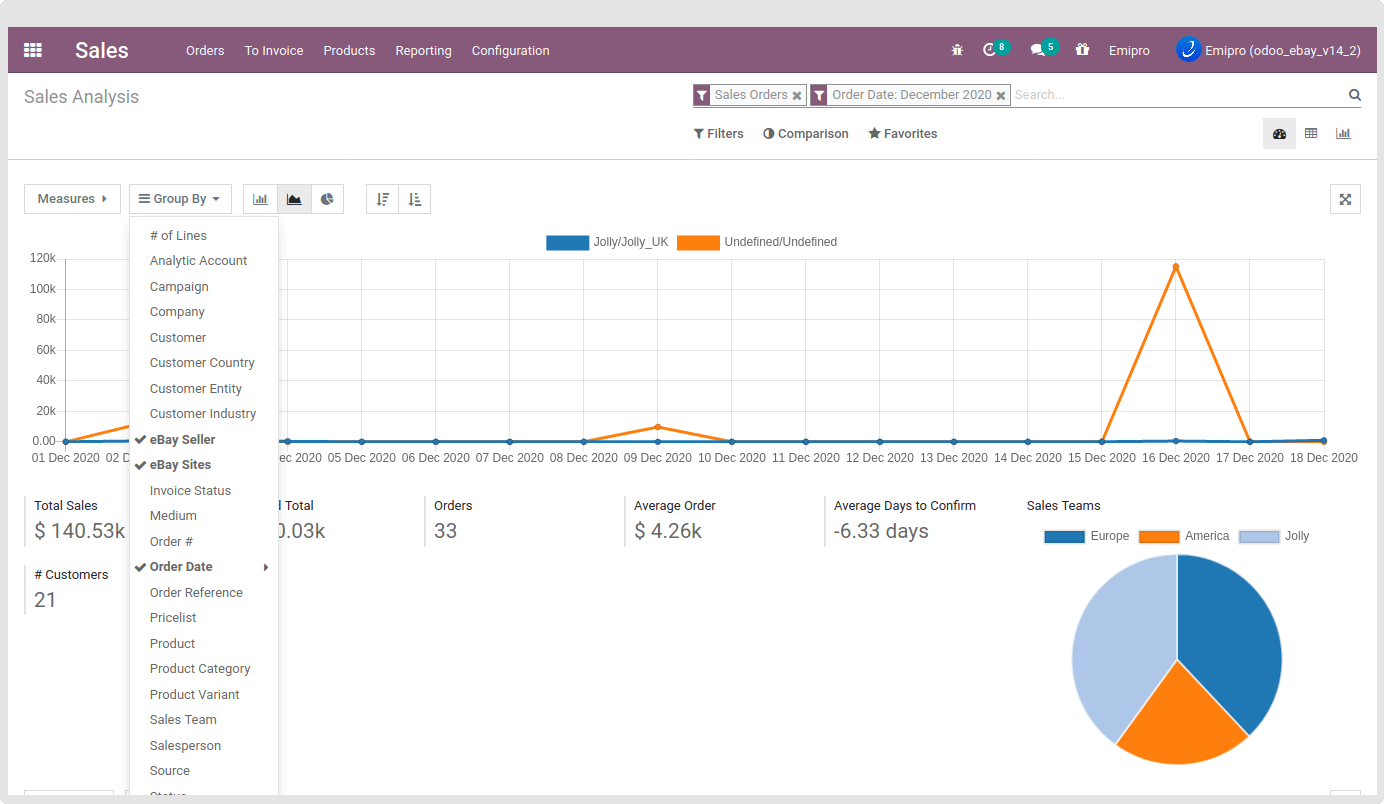 Sales Orders To Invoice Products Reporting Configuration 8 5 Emipro Emipro (odoo_ebay_v14_2)
Sales Analysis Sales Orders Order Date: December 2020 Search...
Filters Comparison Favorites
Measures Group By
# of Lines
Jolly/Jolly_UK Undefined/Undefined
Analytic Account
Campaign
Company
Customer
Customer Country
Customer Entity
Customer Industry
eBay Seller
eBay Sites
Invoice Status
Medium
Order #
Order Date
Order Reference
Pricelist
Product
Product Category
Product Variant
Sales Team
Salesperson
Source
Status
120k
100k
80k
60k
40k
20k
0.00
01 Dec 2020 02 D ec 2020 05 Dec 2020 06 Dec 2020 07 Dec 2020 08 Dec 2020 09 Dec 2020 10 Dec 2020 11 Dec 2020 12 Dec 2020 13 Dec 2020 14 Dec 2020 15 Dec 2020 16 Dec 2020 17 Dec 2020 18 Dec 2020
Total Sales Total Orders Average Order Average Days to Confirm Sales Teams
$ 140.53k 0.03k 33 $ 4.26k -6.33 days
Europe America Jolly
# Customers
21